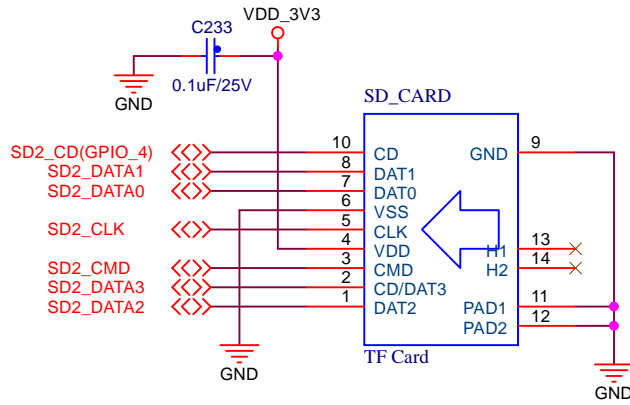 VDD_3V3
C233
GND
0.1uF/25V
SD_CARD
SD2_CD(GPIO_4) 10 CD GND 9
SD2_DATA1 8 DAT1
SD2_DATA0 7 DAT0
6 VSS
SD2_CLK 5 CLK
4 VDD H1 13
SD2_CMD 3 CMD H2 14
SD2_DATA3 2 CD/DAT3
SD2_DATA2 1 DAT2 PAD1 11
PAD2 12
TF Card
GND
GND